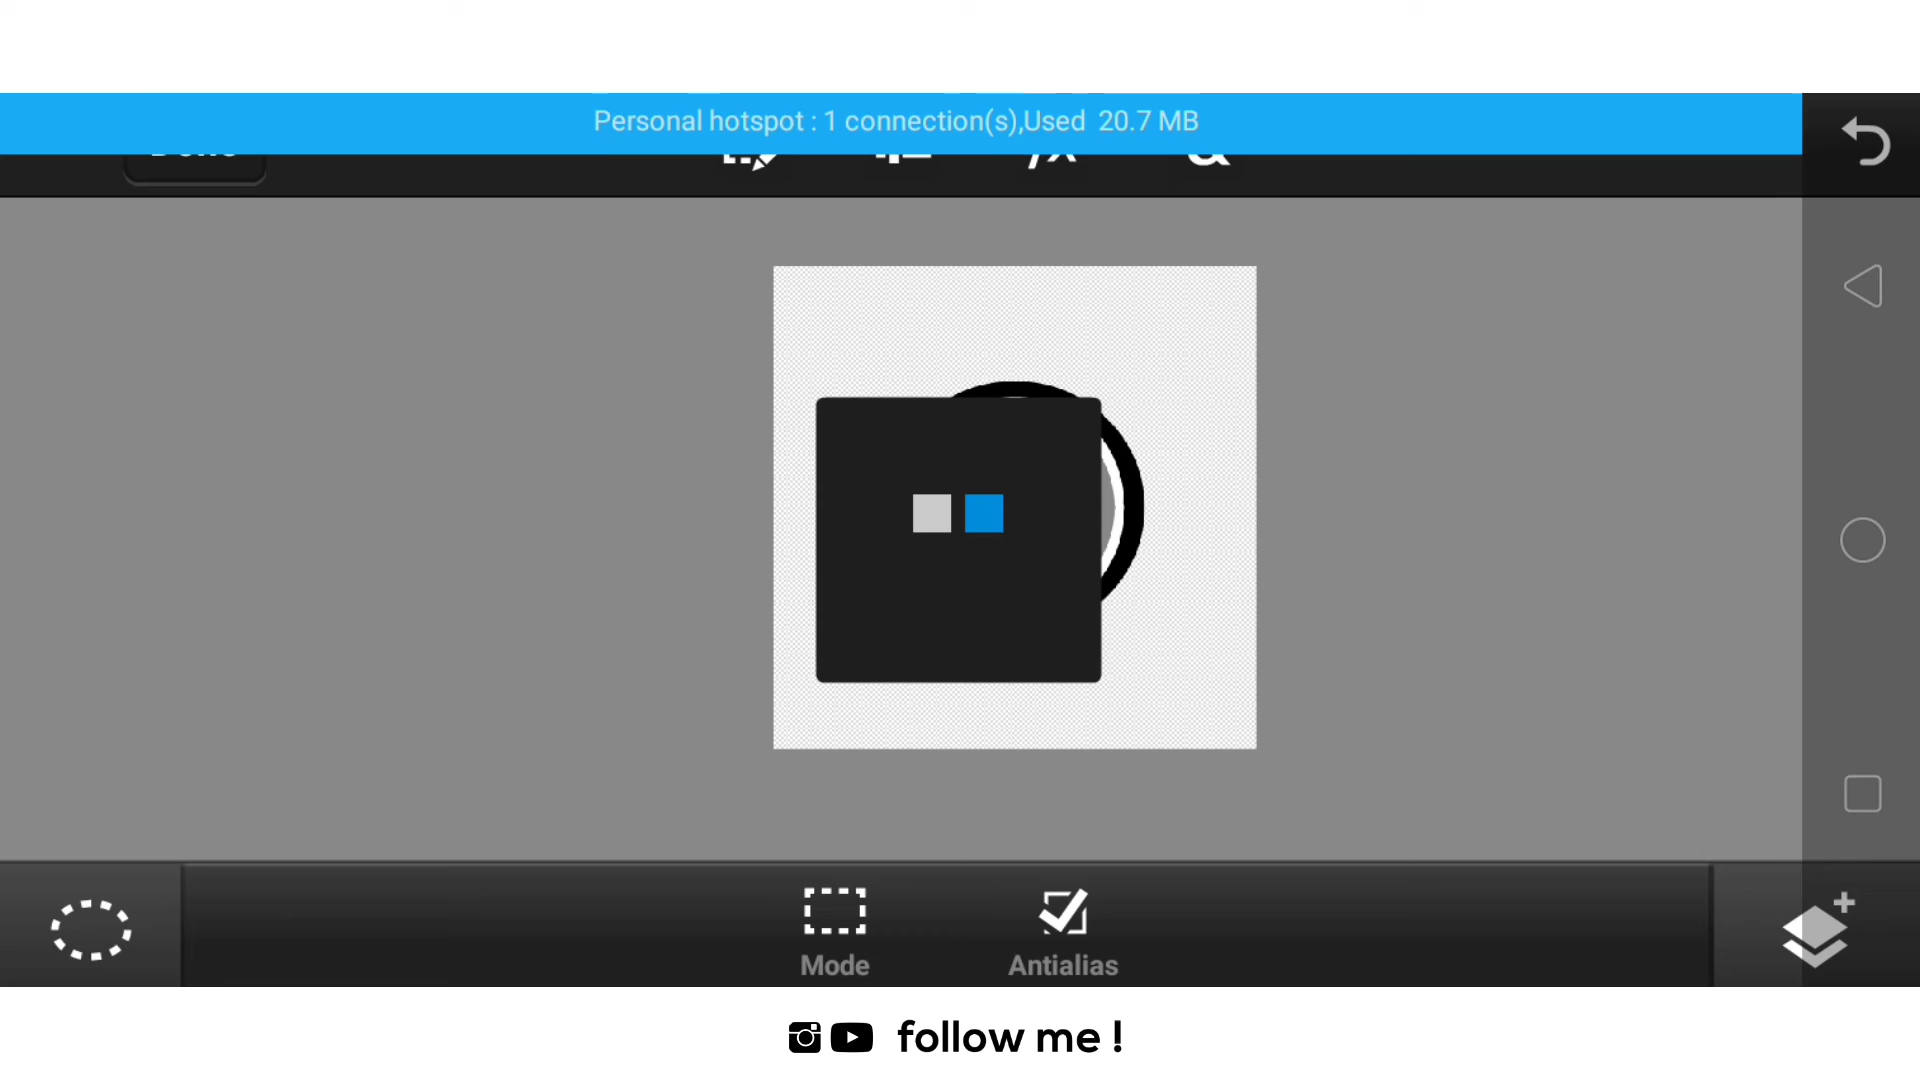 Personal hotspot : 1 connection(s),Used 20.7 MB
Mode
Antialias
follow me !